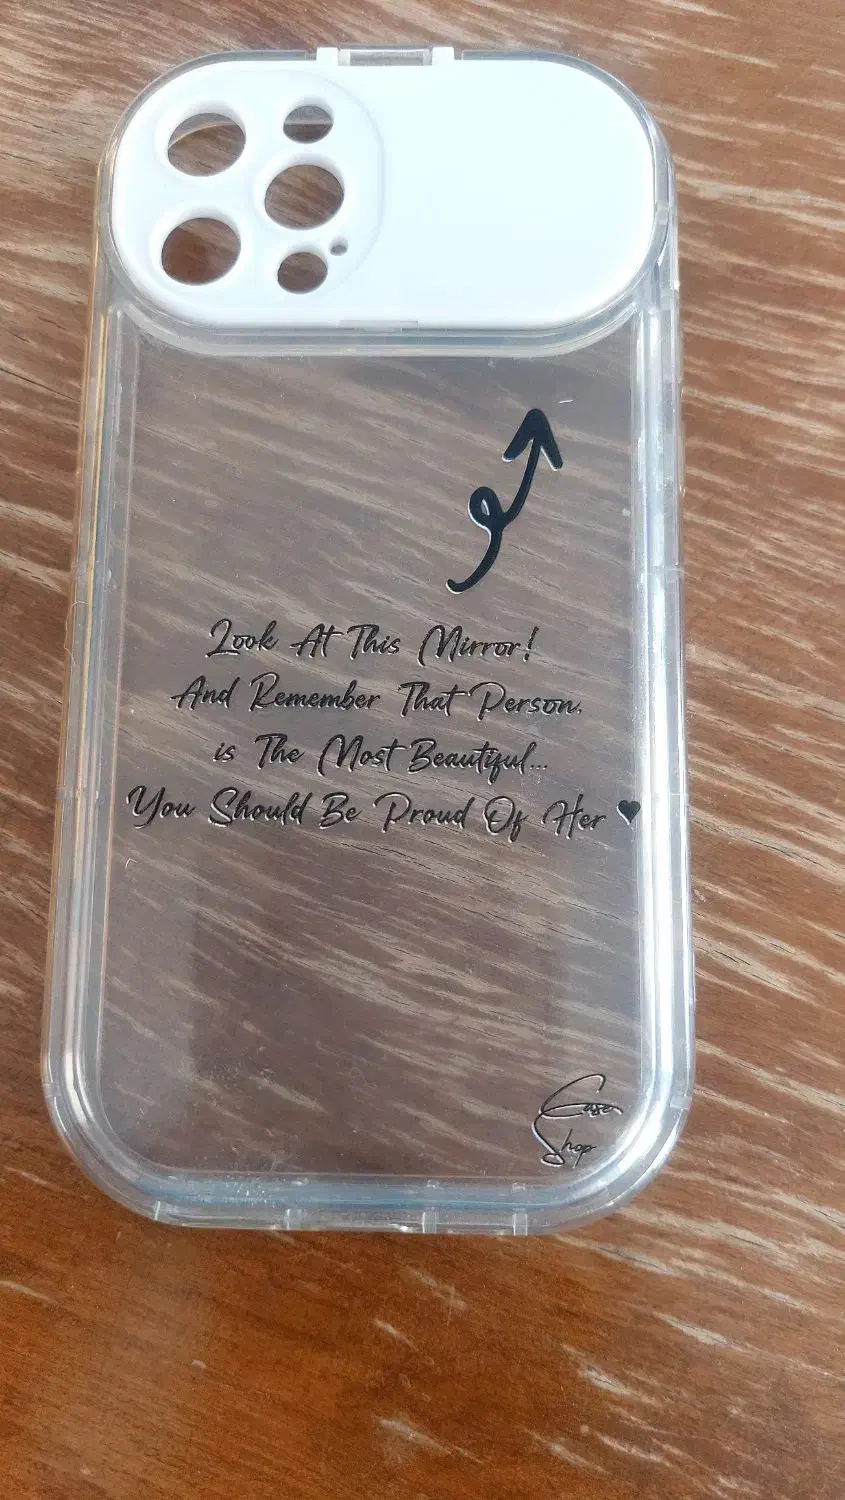 Look At This Mirror!
And Remember That Person.
is The Most Beautiful...
You Should Be Proud Of Her ♥
Case
Shop